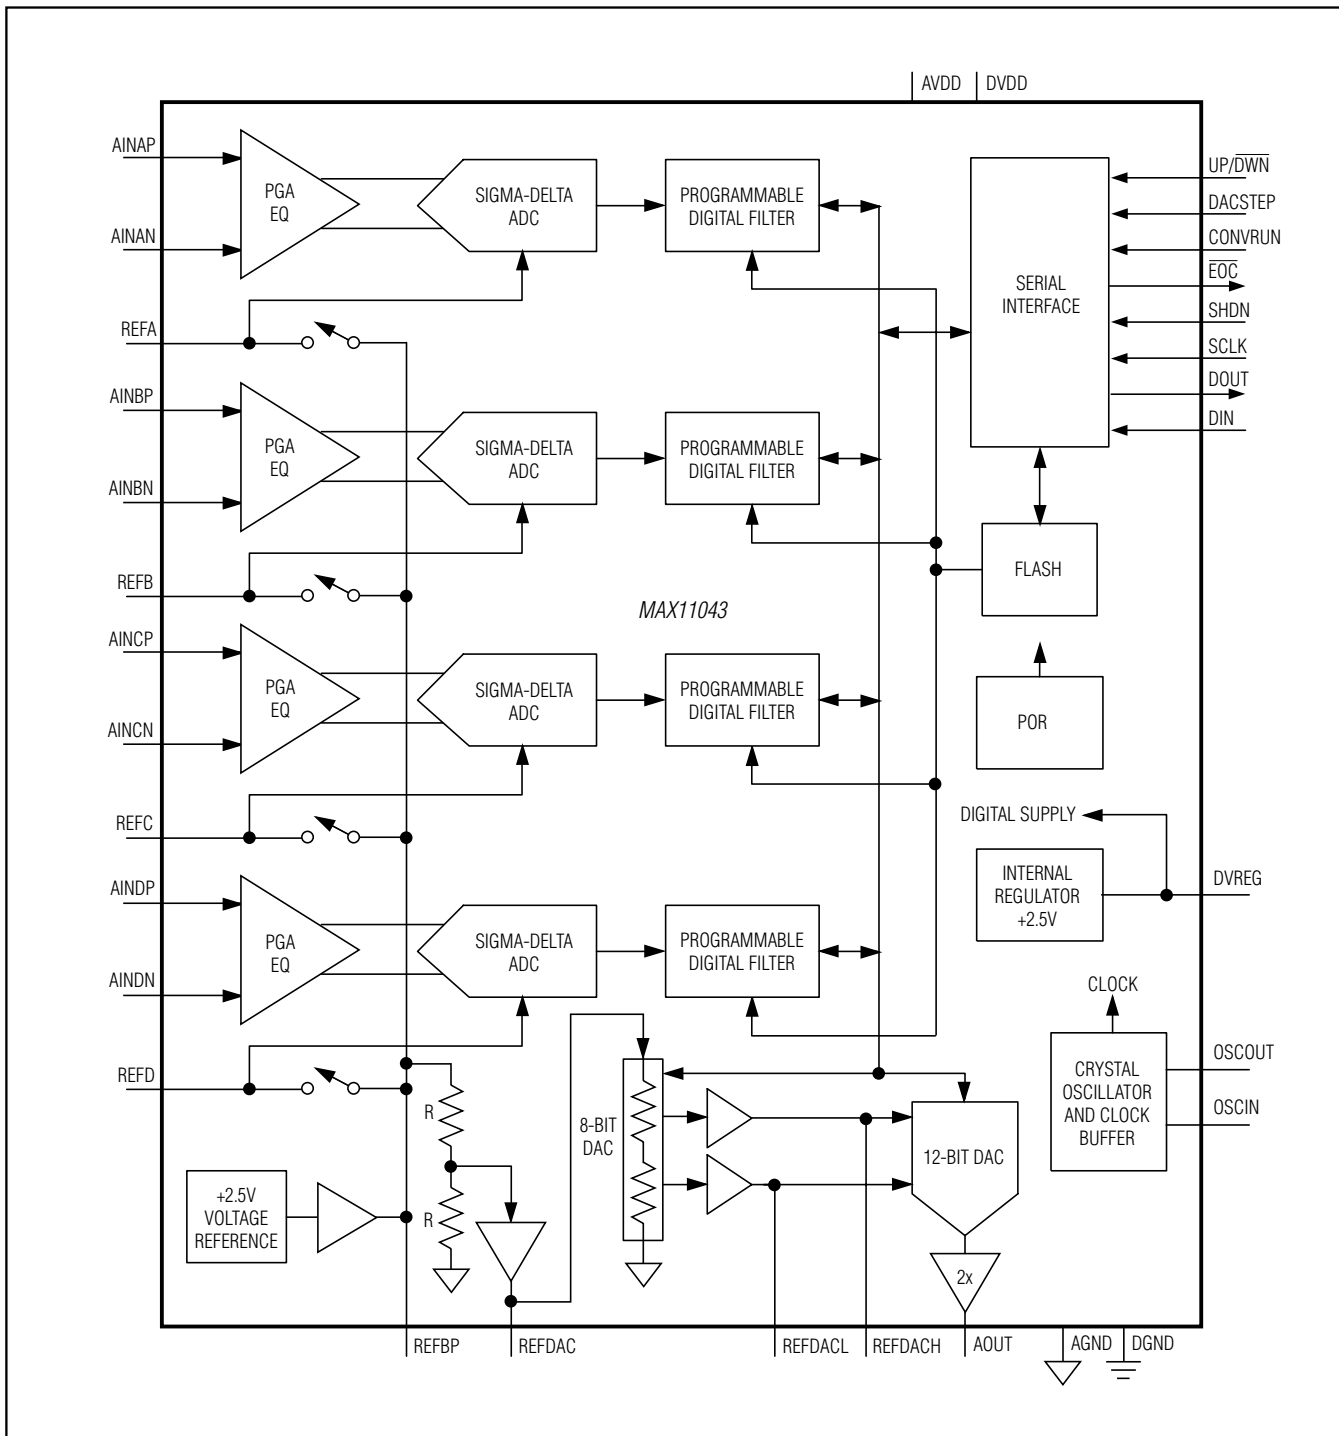 AVDD
DVDD
AINAP
AINAN
PGA
EQ
SIGMA-DELTA
ADC
PROGRAMMABLE
DIGITAL FILTER
SERIAL
INTERFACE
UP/DWN
DACSTEP
CONVRUN
EOC
SHDN
SCLK
DOUT
DIN
REFA
AINBP
AINBN
PGA
EQ
SIGMA-DELTA
ADC
PROGRAMMABLE
DIGITAL FILTER
FLASH
REFB
MAX11043
AINCP
AINCN
PGA
EQ
SIGMA-DELTA
ADC
PROGRAMMABLE
DIGITAL FILTER
POR
REFC
DIGITAL SUPPLY
INTERNAL
REGULATOR
+2.5V
DVREG
AINDP
AINDN
PGA
EQ
SIGMA-DELTA
ADC
PROGRAMMABLE
DIGITAL FILTER
CLOCK
CRYSTAL
OSCILLATOR
AND CLOCK
BUFFER
OSCOUT
OSCIN
REFD
R
R
8-BIT
DAC
12-BIT DAC
+2.5V
VOLTAGE
REFERENCE
2x
REFBP
REFDAC
REFDACL
REFDACH
AOUT
AGND
DGND